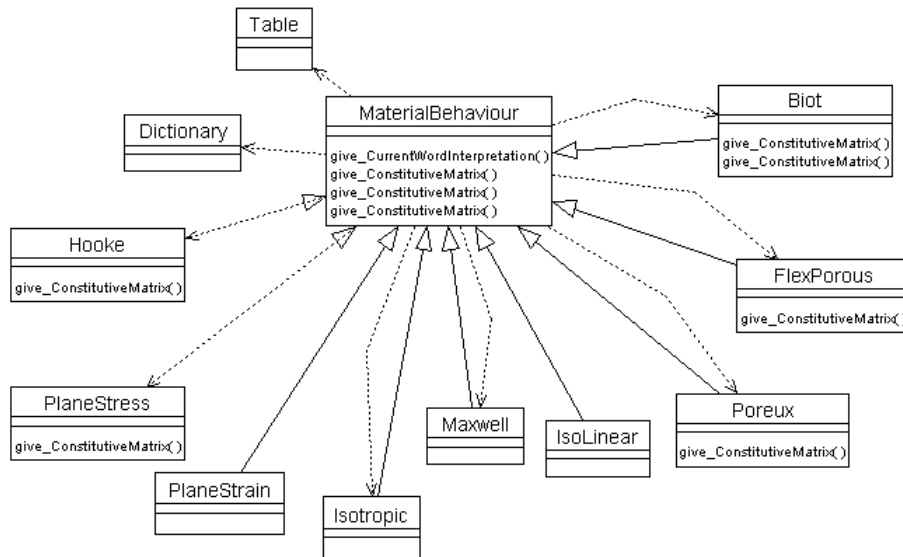 Table
MaterialBehaviour
give_CurrentWordInterpretation()
give_ConstitutiveMatrix()
give_ConstitutiveMatrix()
give_ConstitutiveMatrix()
Biot
give_ConstitutiveMatrix()
give_ConstitutiveMatrix()
Dictionary
Hooke
give_ConstitutiveMatrix()
FlexPorous
give_ConstitutiveMatrix()
PlaneStress
give_ConstitutiveMatrix()
Maxwell
IsoLinear
Poreux
give_ConstitutiveMatrix()
PlaneStrain
Isotropic